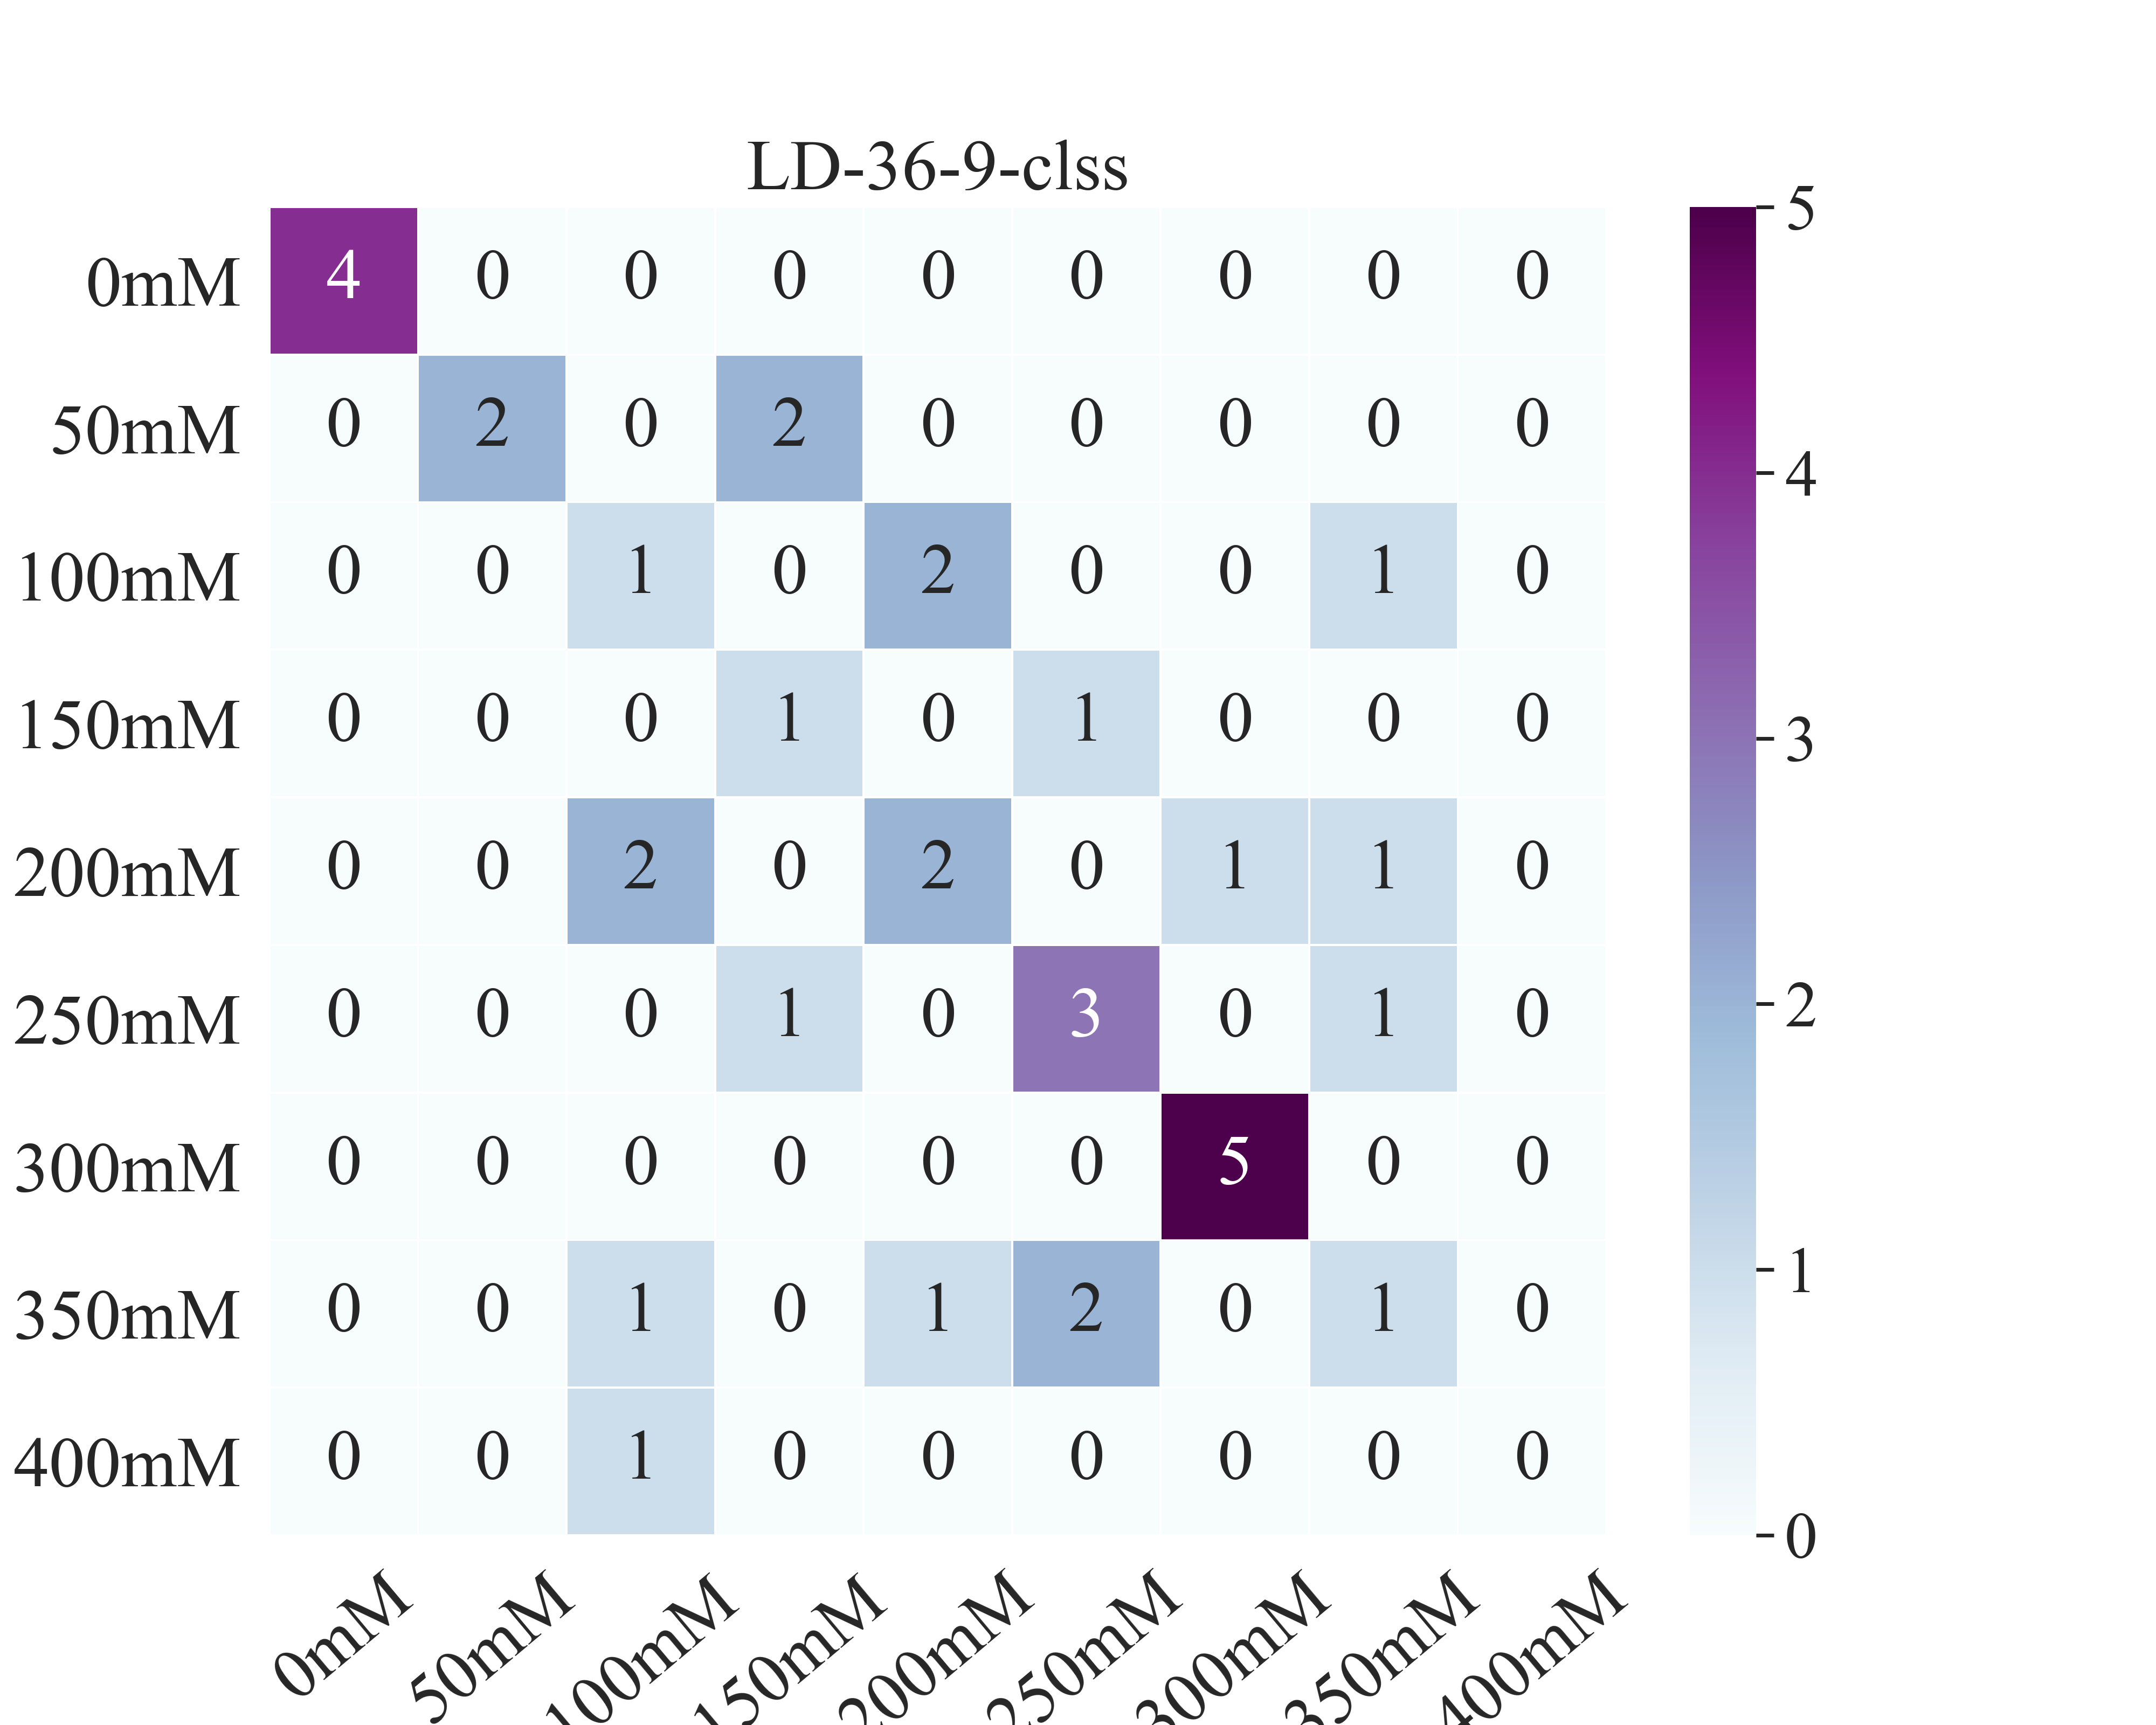 LD-36-9-clss
0mM 4 0 0 0 0 0 0 0 0
50mM 0 2 0 2 0 0 0 0 0
100mM 0 0 1 0 2 0 0 1 0
150mM 0 0 0 1 0 1 0 0 0
200mM 0 0 2 0 2 0 1 1 0
250mM 0 0 0 1 0 3 0 1 0
300mM 0 0 0 0 0 0 5 0 0
350mM 0 0 1 0 1 2 0 1 0
400mM 0 0 1 0 0 0 0 0 0
0mM 50mM 100mM 150mM 200mM 250mM 300mM 350mM 400mM
5
4
3
2
1
0